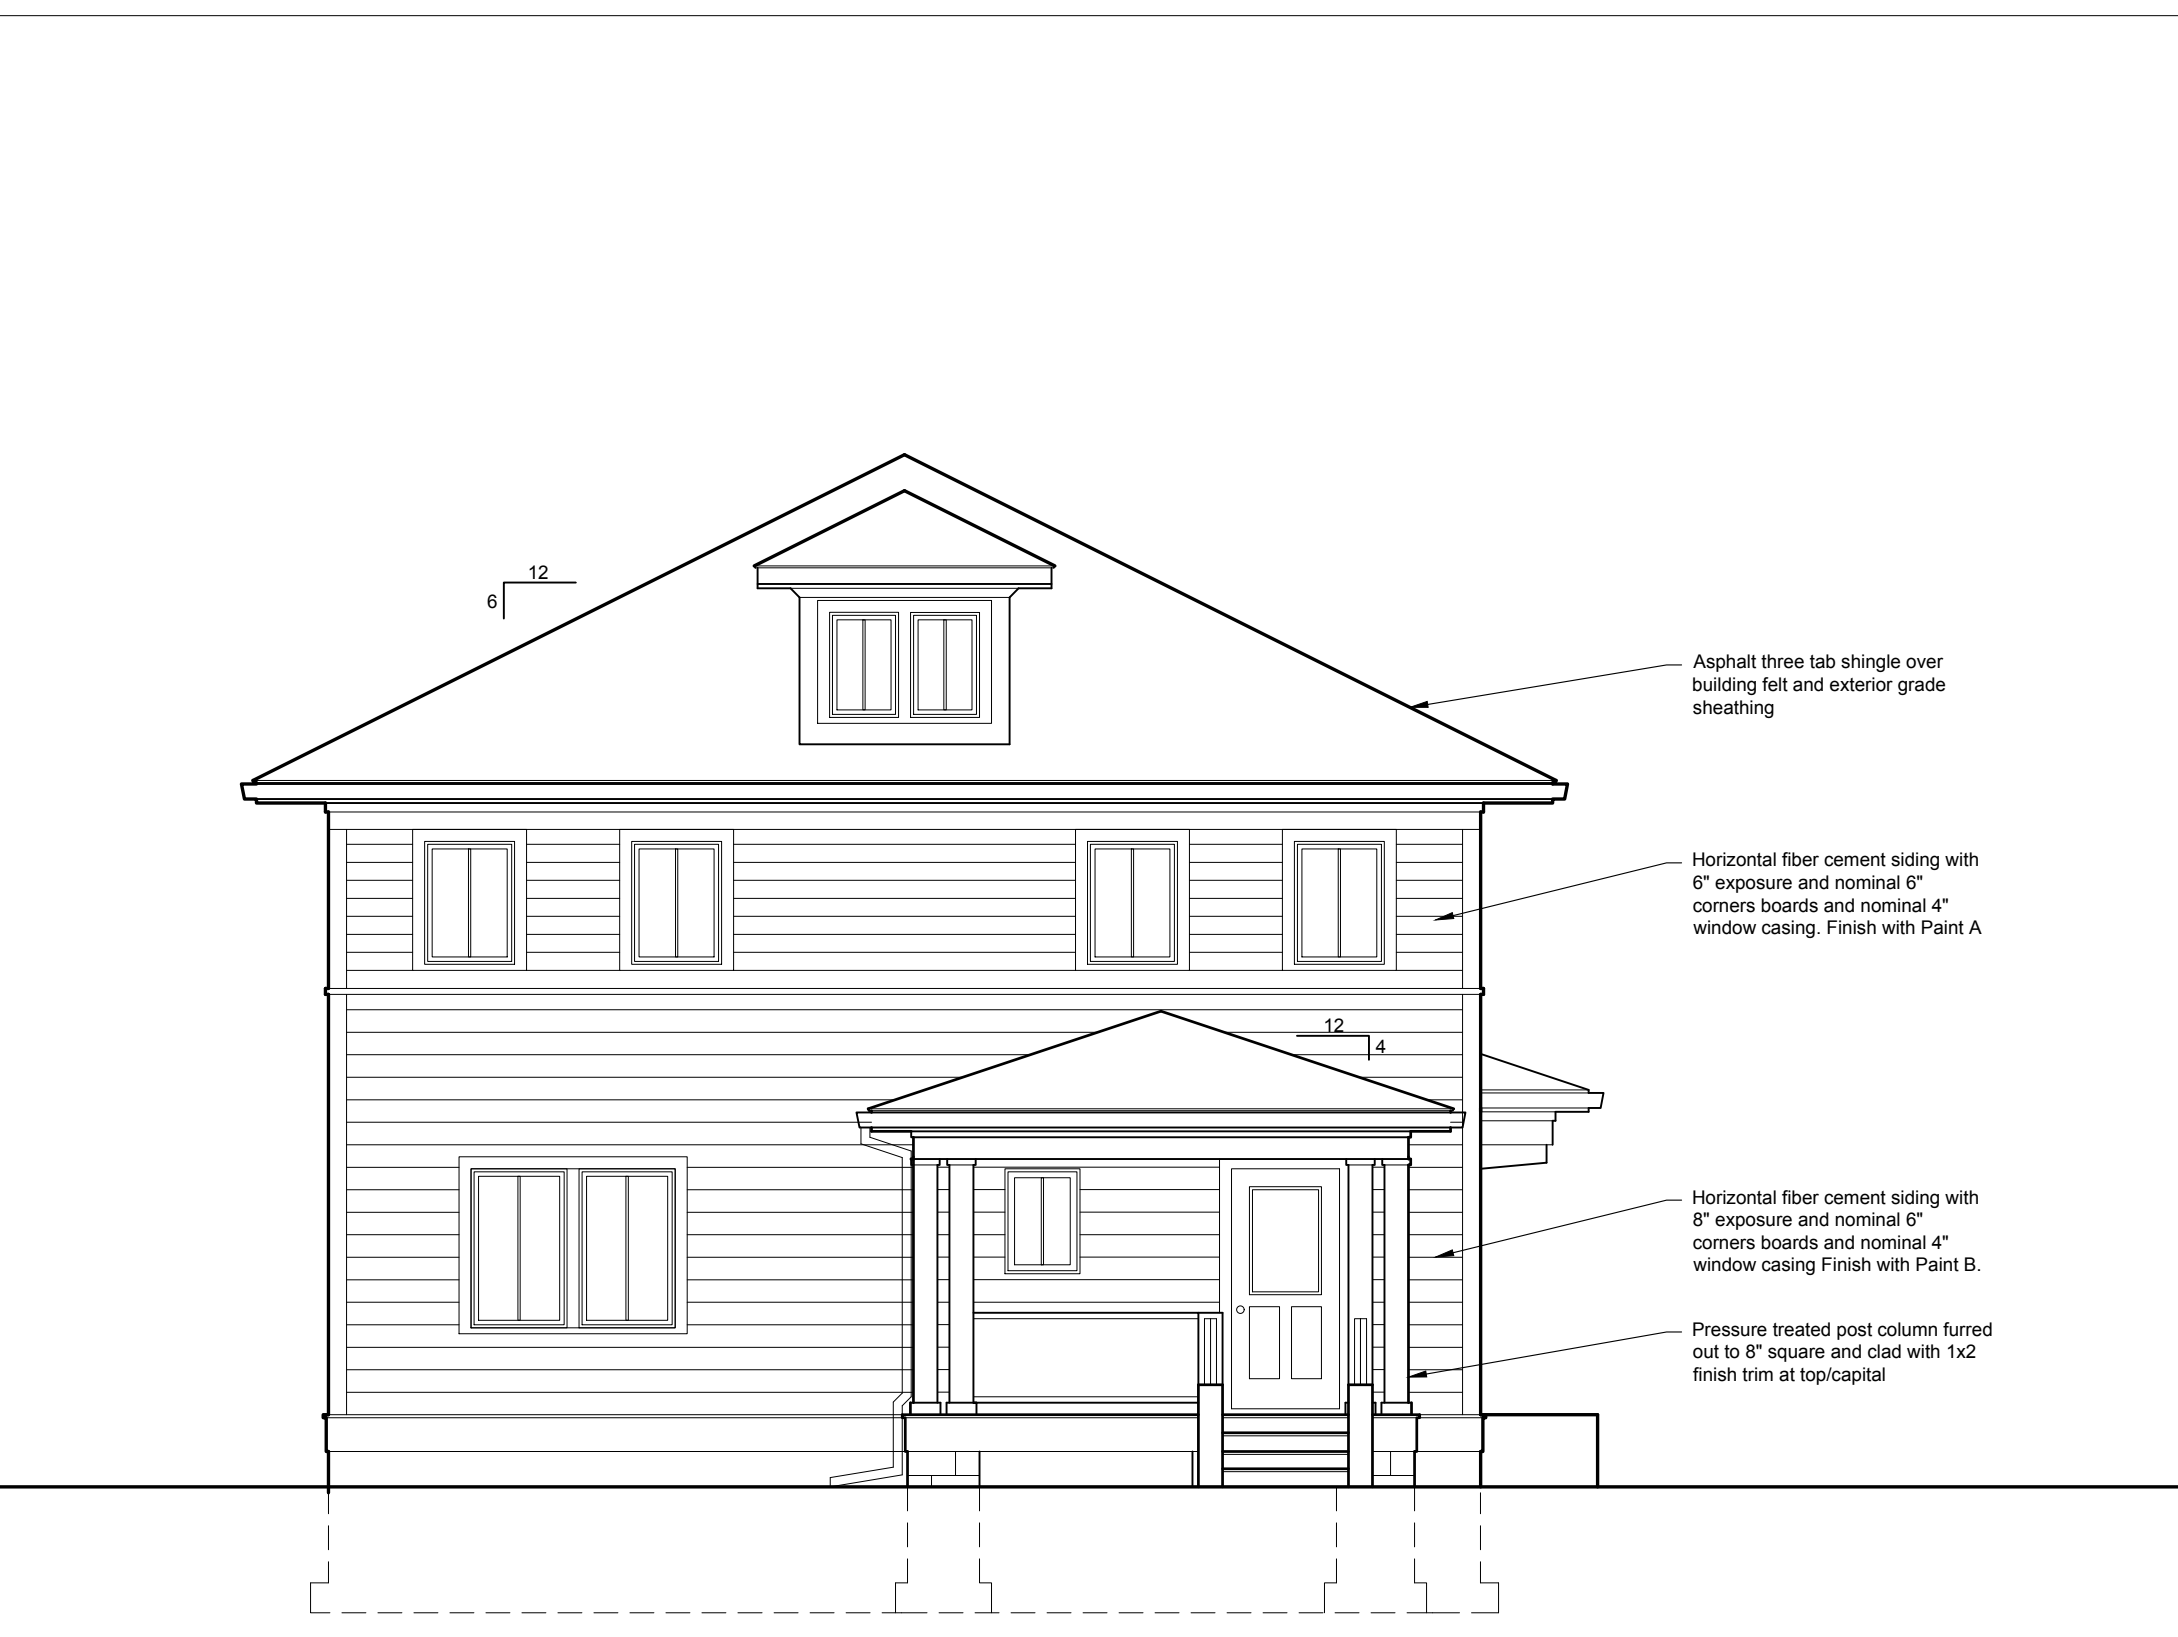 12
6
Asphalt three tab shingle over
building felt and exterior grade
sheathing
Horizontal fiber cement siding with
6" exposure and nominal 6"
corners boards and nominal 4"
window casing. Finish with Paint A
12
4
Horizontal fiber cement siding with
8" exposure and nominal 6"
corners boards and nominal 4"
window casing Finish with Paint B.
Pressure treated post column furred
out to 8" square and clad with 1x2
finish trim at top/capital